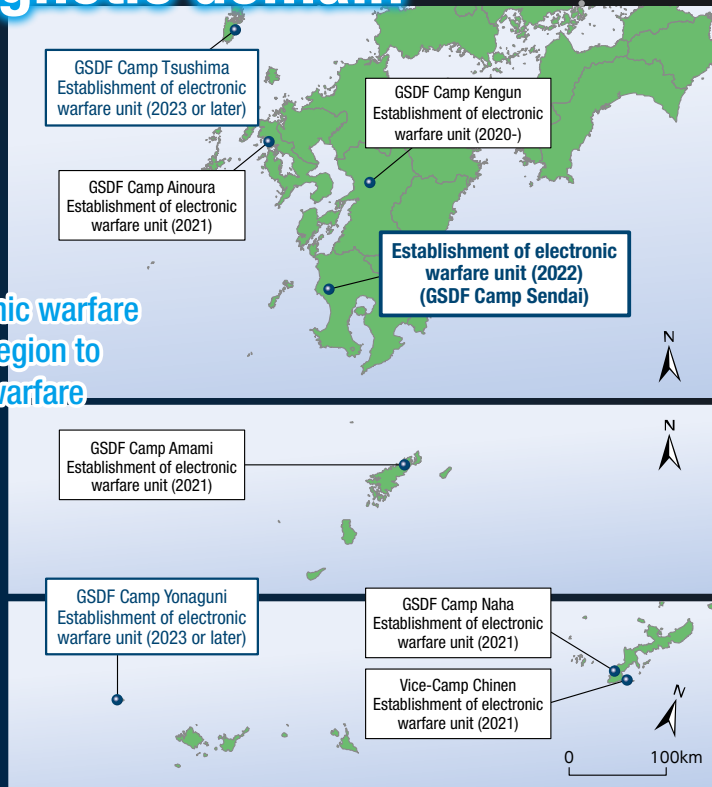 domain
GSDF Camp Tsushima
Establishment of electronic
warfare unit (2023 or later)
GSDF Camp Kengun
Establishment of electronic
warfare unit (2020-)
GSDF Camp Ainoura
Establishment of electronic
warfare unit (2021)
Establishment of electronic
warfare unit (2022)
(GSDF Camp Sendai)
warfare
region to
warfare
N
N
GSDF Camp Amami
Establishment of electronic
warfare unit (2021)
GSDF Camp Yonaguni
Establishment of electronic
warfare unit (2023 or later)
GSDF Camp Naha
Establishment of electronic
warfare unit (2021)
Vice-Camp Chinen
Establishment of electronic
warfare unit (2021)
N
0 100km